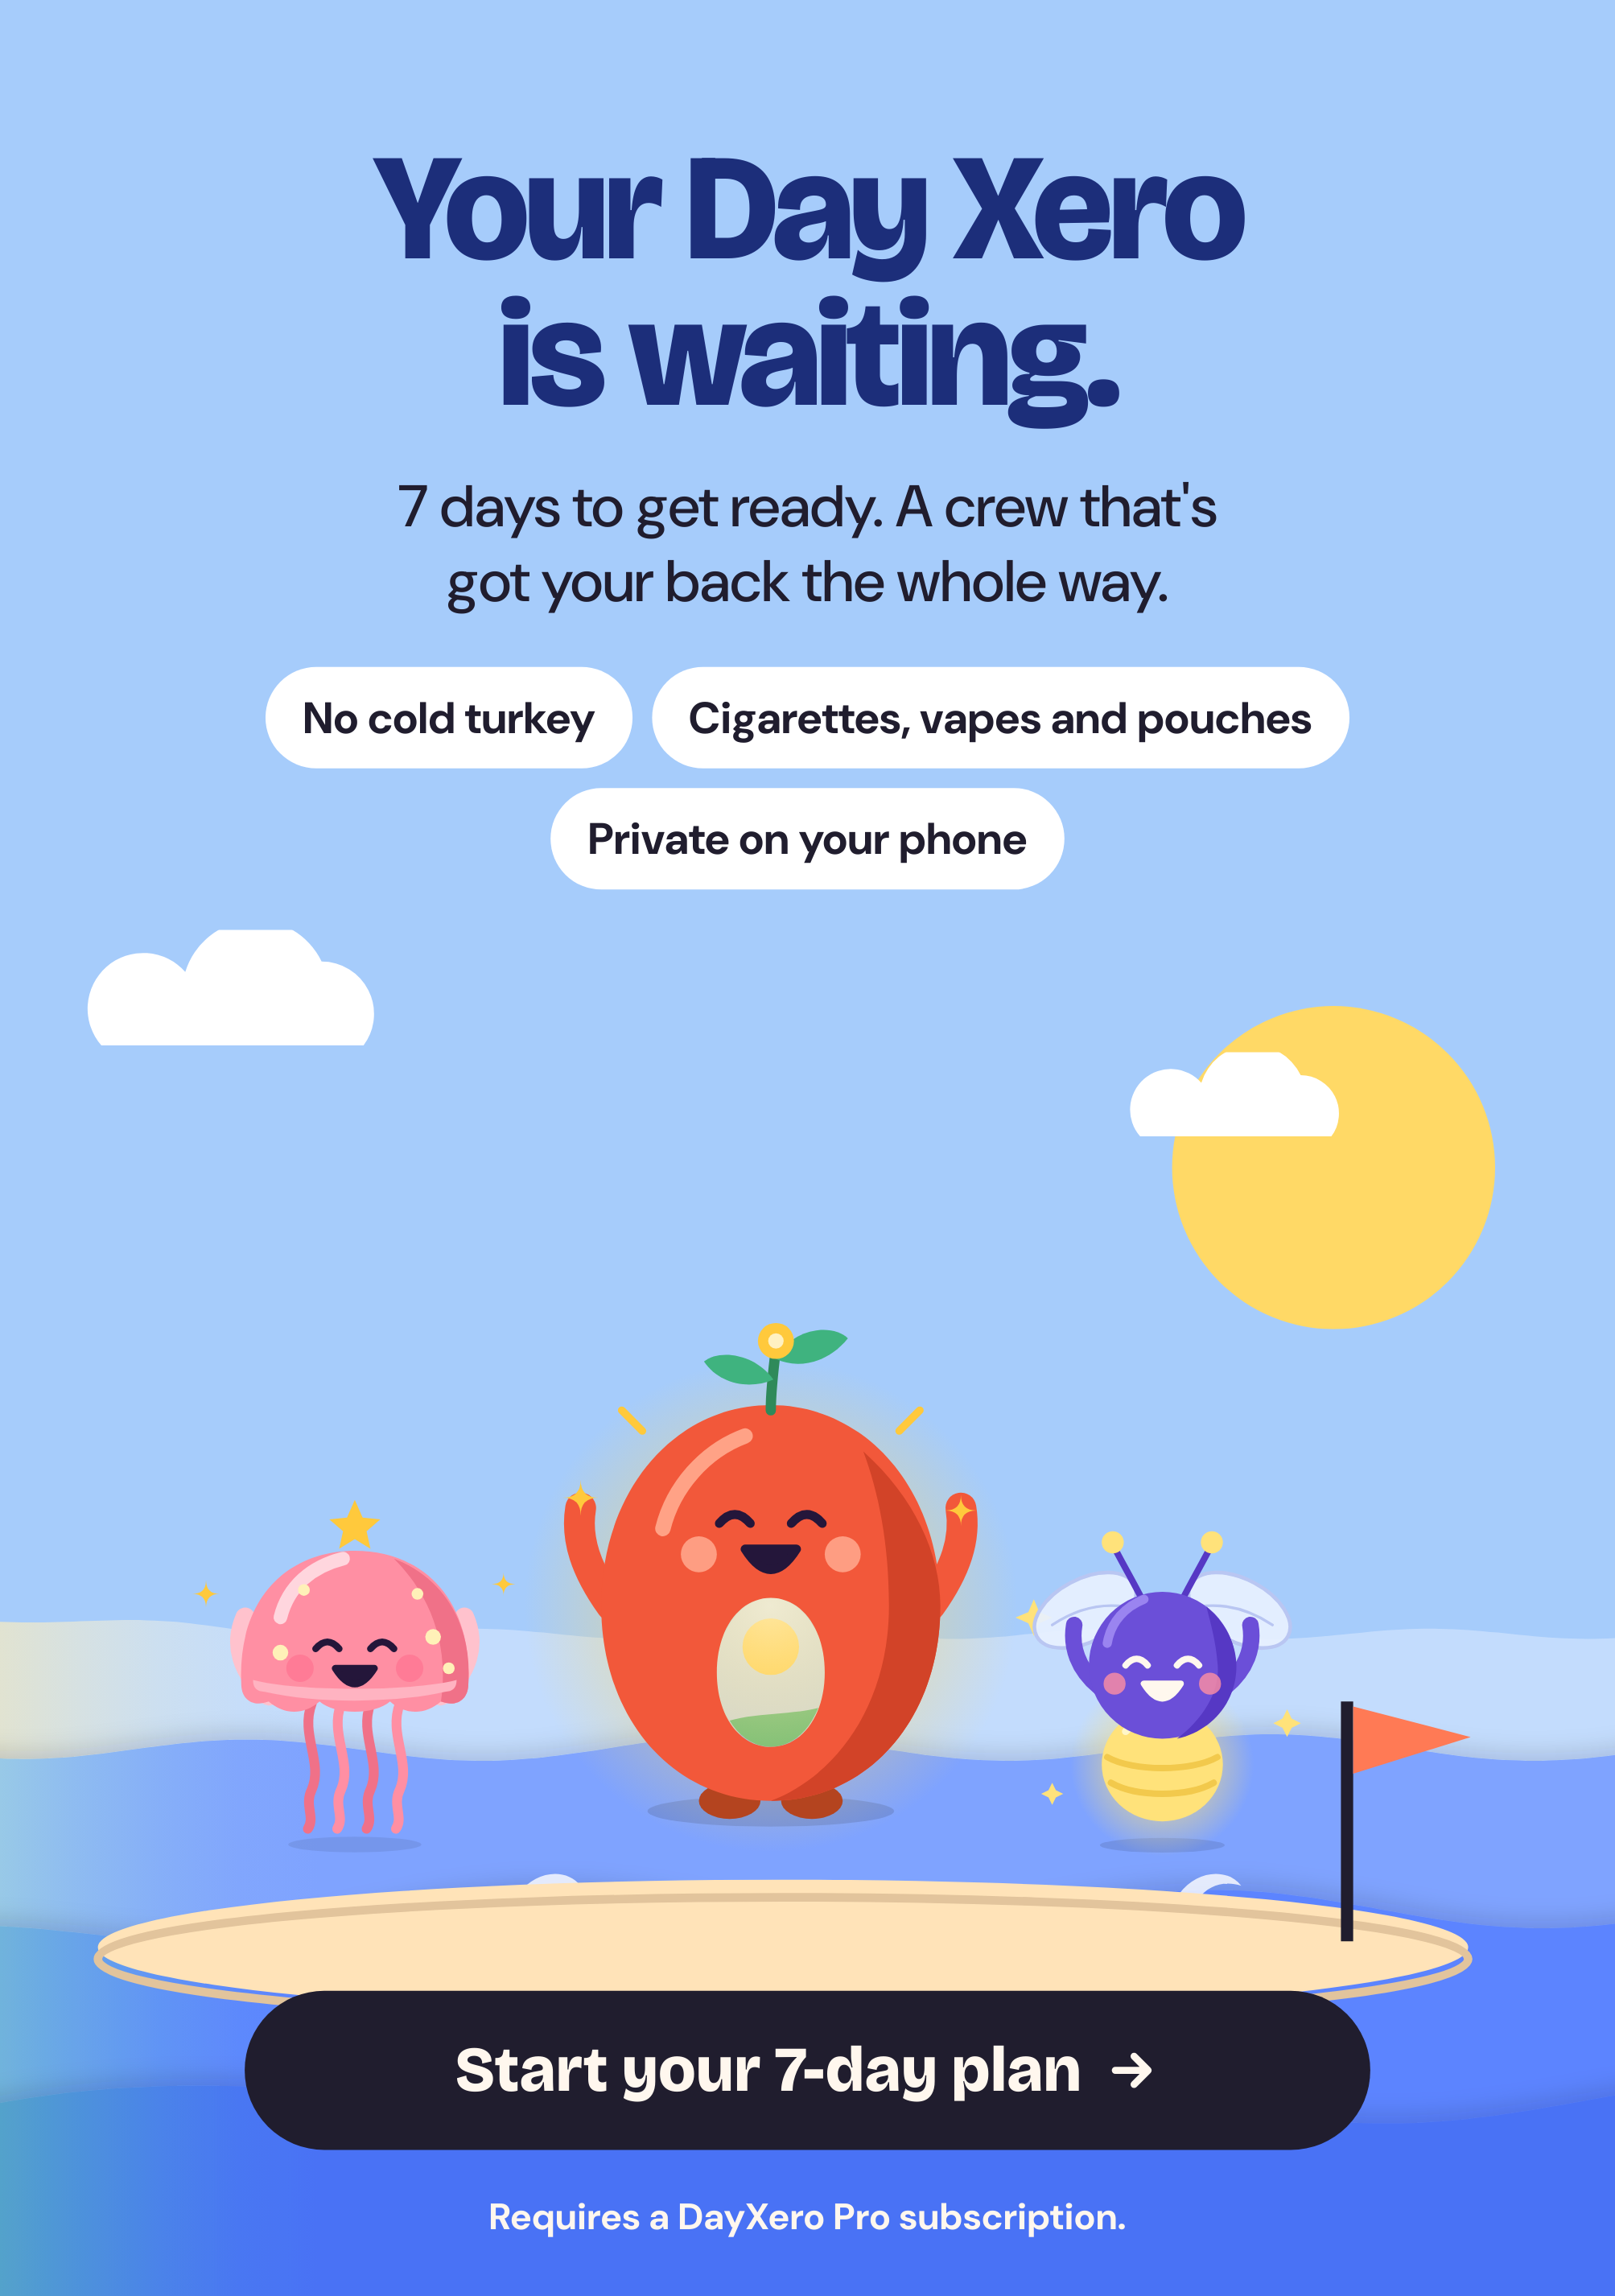 Your Day Xero
is waiting.
7 days to get ready. A crew that's
got your back the whole way.
No cold turkey
Cigarettes, vapes and pouches
Private on your phone
Start your 7-day plan →
Requires a DayXero Pro subscription.